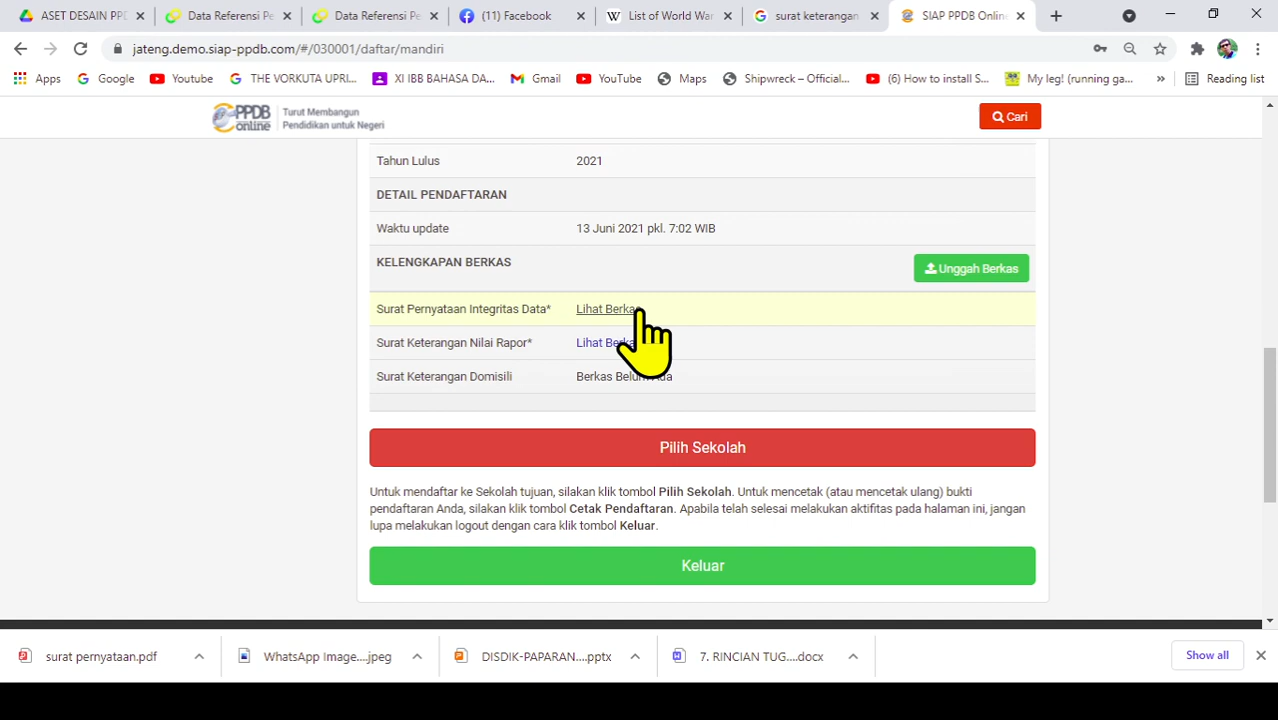 ASET DESAIN PPD
Data Referensi Pe
Data Referensi Pe
(11) Facebook
List of World War
surat keterangan
SIAP PPDB Onlin
jateng.demo.siap-ppdb.com/#/030001/daftar/mandiri
Apps
Google
Youtube
THE VORKUTA UPRI...
XI IBB BAHASA DA...
Gmail
YouTube
Maps
Shipwreck – Official...
(6) How to install S...
My leg! (running ga...
»
Reading list
PPDB online
Turut Membangun
Pendidikan untuk Negeri
Cari
Tahun Lulus 2021
DETAIL PENDAFTARAN
Waktu update 13 Juni 2021 pkl. 7:02 WIB
KELENGKAPAN BERKAS
Unggah Berkas
Surat Pernyataan Integritas Data* Lihat Berkas
Surat Keterangan Nilai Rapor* Lihat Berkas
Surat Keterangan Domisili Berkas Belum Ada
Pilih Sekolah
Untuk mendaftar ke Sekolah tujuan, silakan klik tombol Pilih Sekolah. Untuk mencetak (atau mencetak ulang) bukti
pendaftaran Anda, silakan klik tombol Cetak Pendaftaran. Apabila telah selesai melakukan aktifitas pada halaman ini, jangan
lupa melakukan logout dengan cara klik tombol Keluar.
Keluar
surat pernyataan.pdf
WhatsApp Image....jpeg
DISDIK-PAPARAN....pptx
7. RINCIAN TUG....docx
Show all